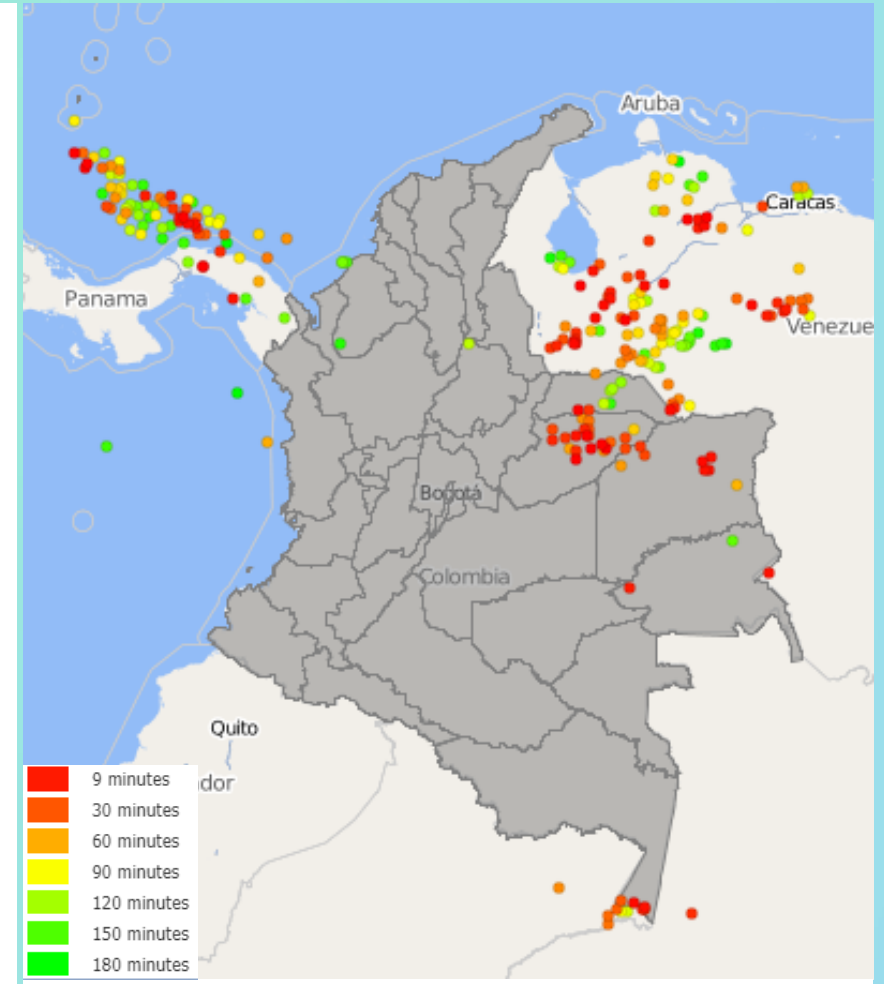 Aruba
Caracas
Panama
Venezue
Bogotá
Colombia
Quito
ador
9 minutes
30 minutes
60 minutes
90 minutes
120 minutes
150 minutes
180 minutes